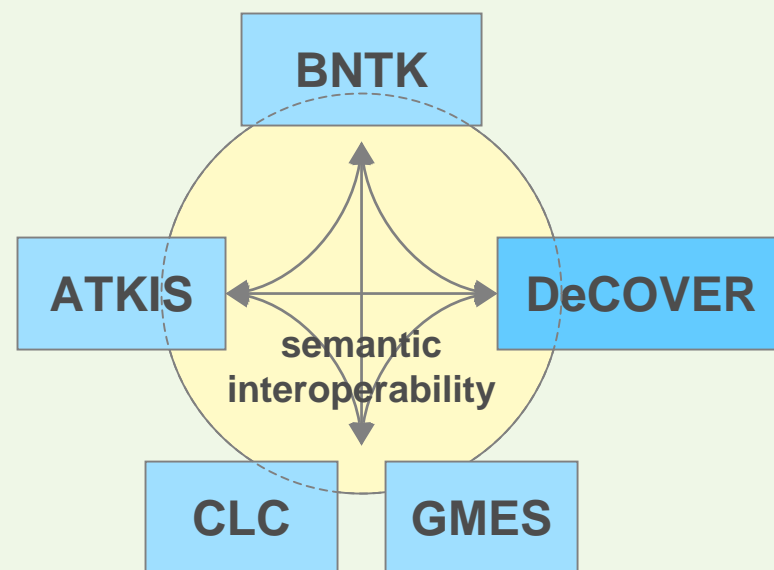 BNTK
ATKIS
DeCOVER
semantic
interoperability
CLC
GMES